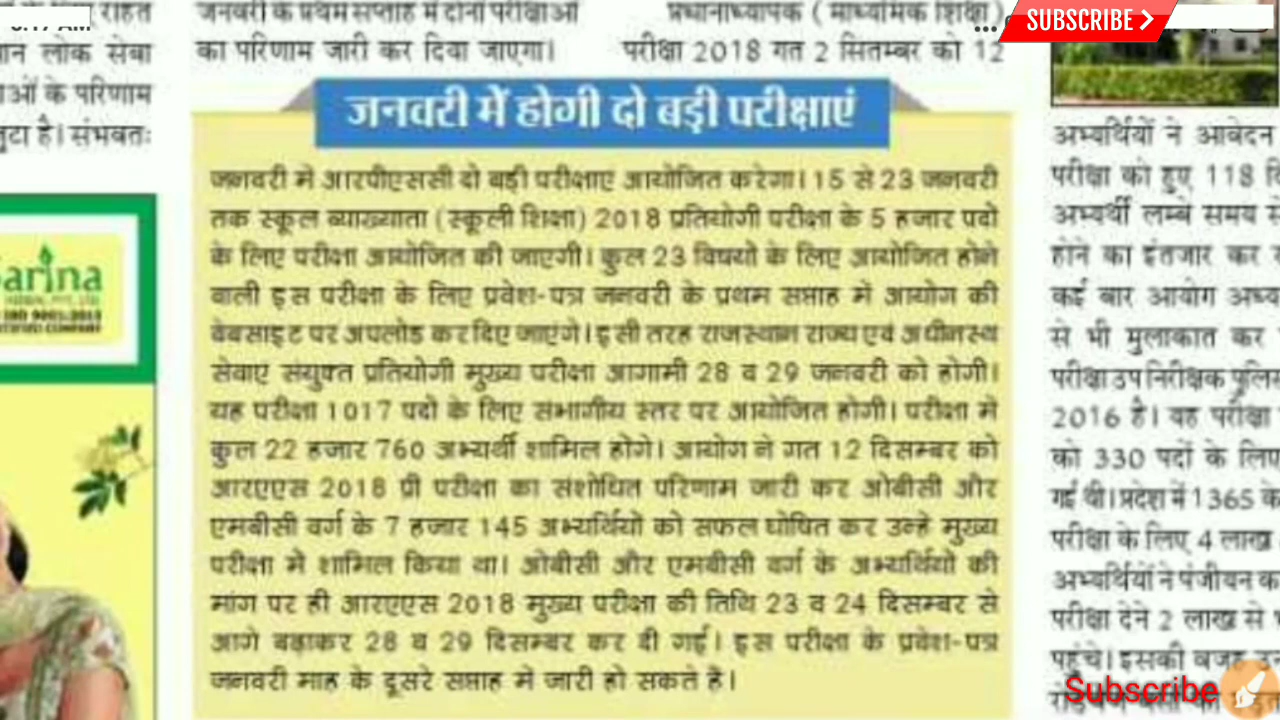 राहत
लोक सेवा
ओं के परिणाम
है। संभवतः
जनवरी के प्रथम सप्ताह में दोनों परीक्षाओं
का परिणाम जारी कर दिया जाएगा।
प्रधानाध्यापक ( माध्यमिक शिक्षा)
परीक्षा 2018 गत 2 सितम्बर को 12
SUBSCRIBE
जनवरी में होगी दो बड़ी परीक्षाएं
जनवरी में आरपीएससी दो बड़ी परीक्षाएं आयोजित करेगा। 15 से 23 जनवरी
तक स्कूल व्याख्याता (स्कूली शिक्षा) 2018 प्रतियोगी परीक्षा के 5 हजार पदों
के लिए परीक्षा आयोजित की जाएगी। कुल 23 विषयों के लिए आयोजित होने
वाली इस परीक्षा के लिए प्रवेश-पत्र जनवरी के प्रथम सप्ताह में आयोग की
वेबसाइट पर अपलोड कर दिए जाएंगे। इसी तरह राजस्थान राज्य एवं अधीनस्थ
सेवाएं संयुक्त प्रतियोगी मुख्य परीक्षा आगामी 28 व 29 जनवरी को होगी।
यह परीक्षा 1017 पदों के लिए संभागीय स्तर पर आयोजित होगी। परीक्षा में
कुल 22 हजार 760 अभ्यर्थी शामिल होंगे। आयोग ने गत 12 दिसम्बर को
आरएएस 2018 प्री परीक्षा का संशोधित परिणाम जारी कर ओबीसी और
एमबीसी वर्ग के 7 हजार 145 अभ्यर्थियों को सफल घोषित कर उन्हें मुख्य
परीक्षा में शामिल किया था। ओबीसी और एमबीसी वर्ग के अभ्यर्थियों की
मांग पर ही आरएएस 2018 मुख्य परीक्षा की तिथि 23 व 24 दिसम्बर से
आगे बढ़ाकर 28 व 29 दिसम्बर कर दी गई। इस परीक्षा के प्रवेश-पत्र
जनवरी माह के दूसरे सप्ताह में जारी हो सकते हैं।
अभ्यर्थियों ने आवेदन
परीक्षा को हुए 118
अभ्यर्थी लम्बे समय
होने का इंतजार कर
कई बार आयोग
से भी मुलाकात कर
परीक्षा उप निरीक्षक
2016 है। यह परीक्षा
को 330 पदों के लिए
गई थी। प्रदेश में 1365
परीक्षा के लिए 4 लाख
अभ्यर्थियों ने पंजीयन
परीक्षा देने 2 लाख से
पहुंचे। इसकी वजह
Subscribe